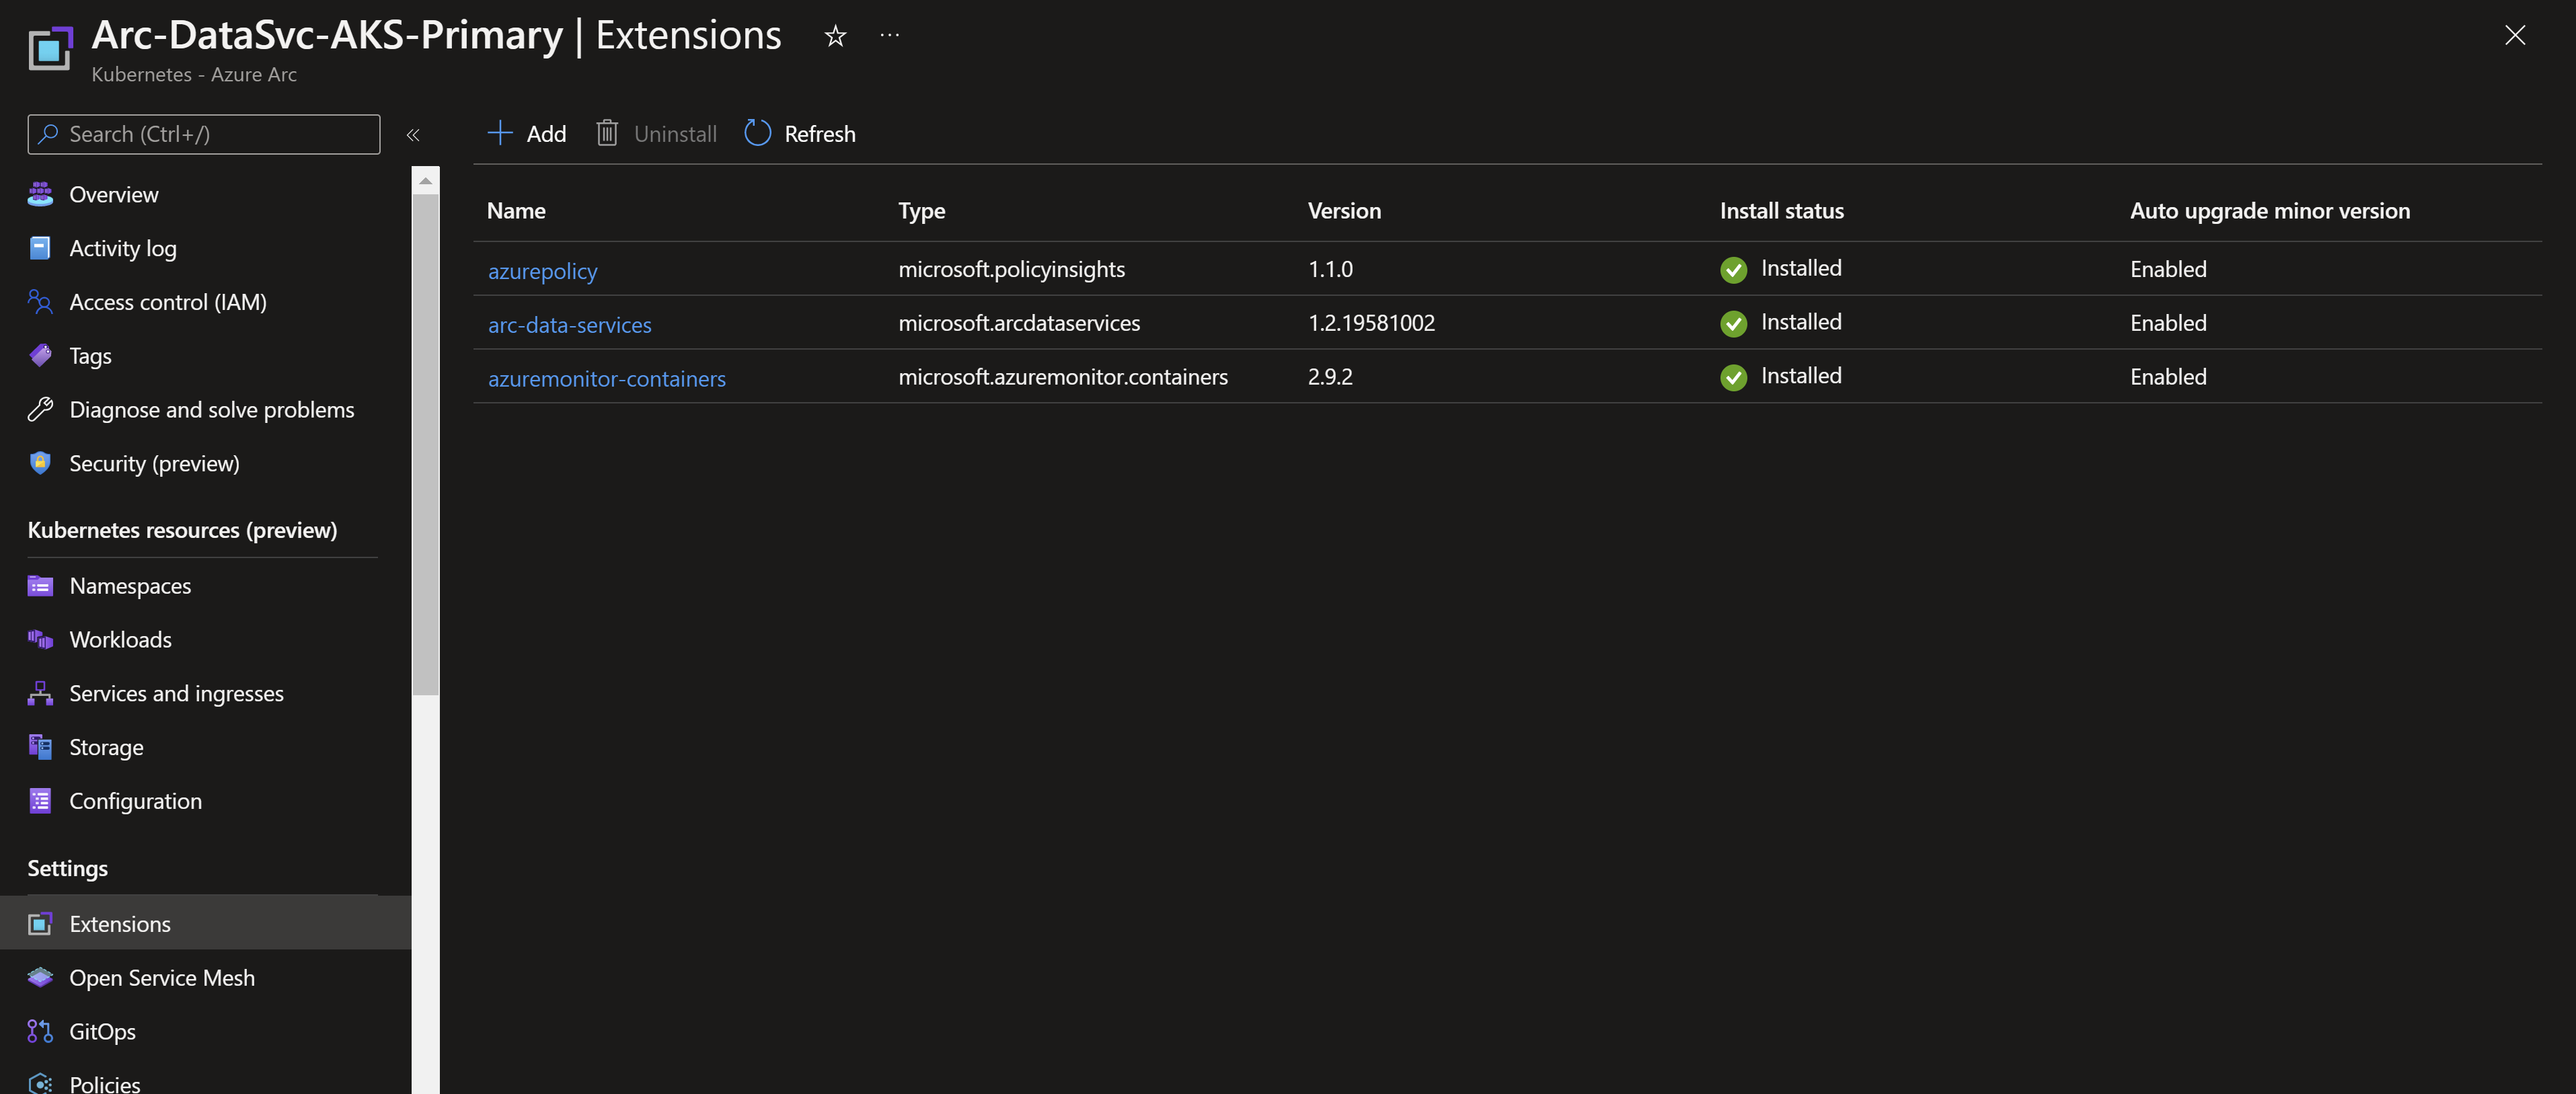 Arc-DataSvc-AKS-Primary | Extensions
Kubernetes - Azure Arc
Search (Ctrl+/)
Overview
Activity log
Access control (IAM)
Tags
Diagnose and solve problems
Security (preview)
Kubernetes resources (preview)
Namespaces
Workloads
Services and ingresses
Storage
Configuration
Settings
Extensions
Open Service Mesh
GitOps
Policies
Add Uninstall Refresh
Name Type Version Install status Auto upgrade minor version
azurepolicy microsoft.policyinsights 1.1.0 Installed Enabled
arc-data-services microsoft.arcdataservices 1.2.19581002 Installed Enabled
azuremonitor-containers microsoft.azuremonitor.containers 2.9.2 Installed Enabled